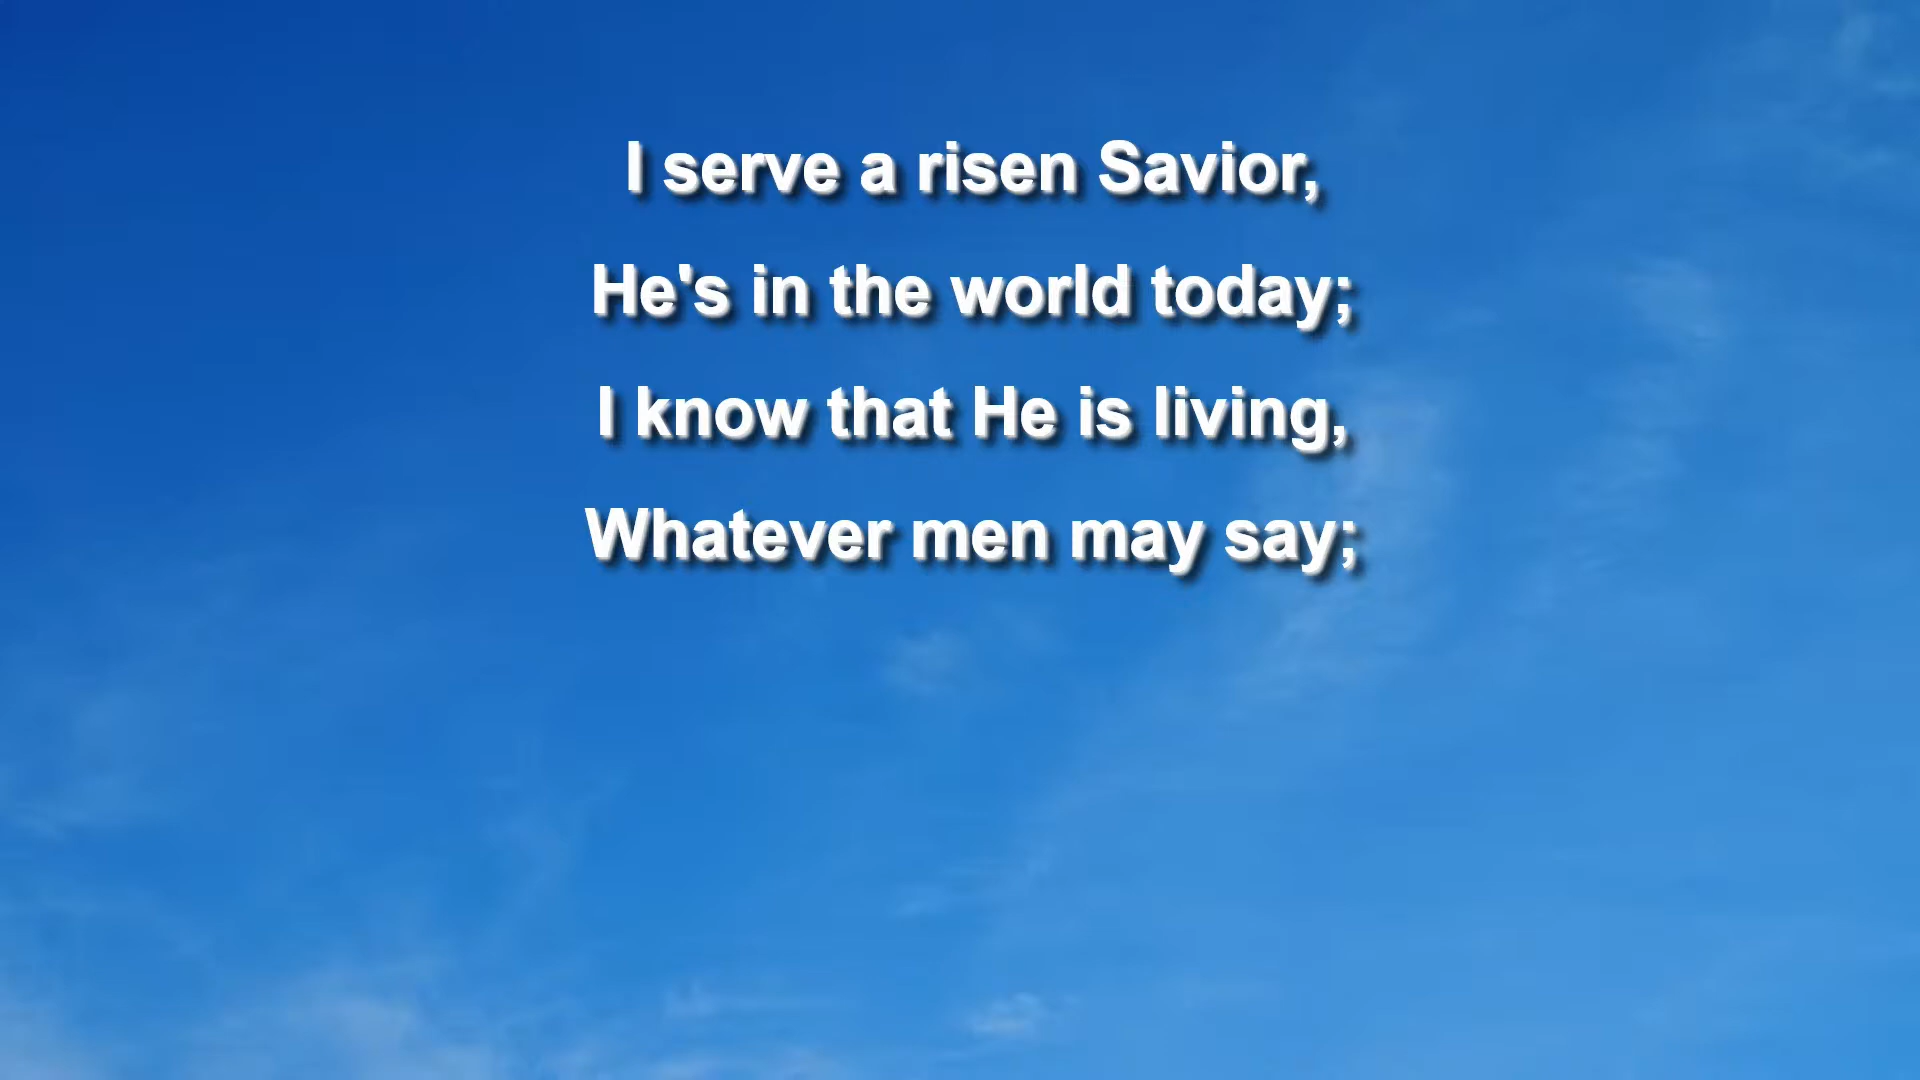 I serve a risen Savior,
He's in the world today;
I know that He is living,
Whatever men may say;